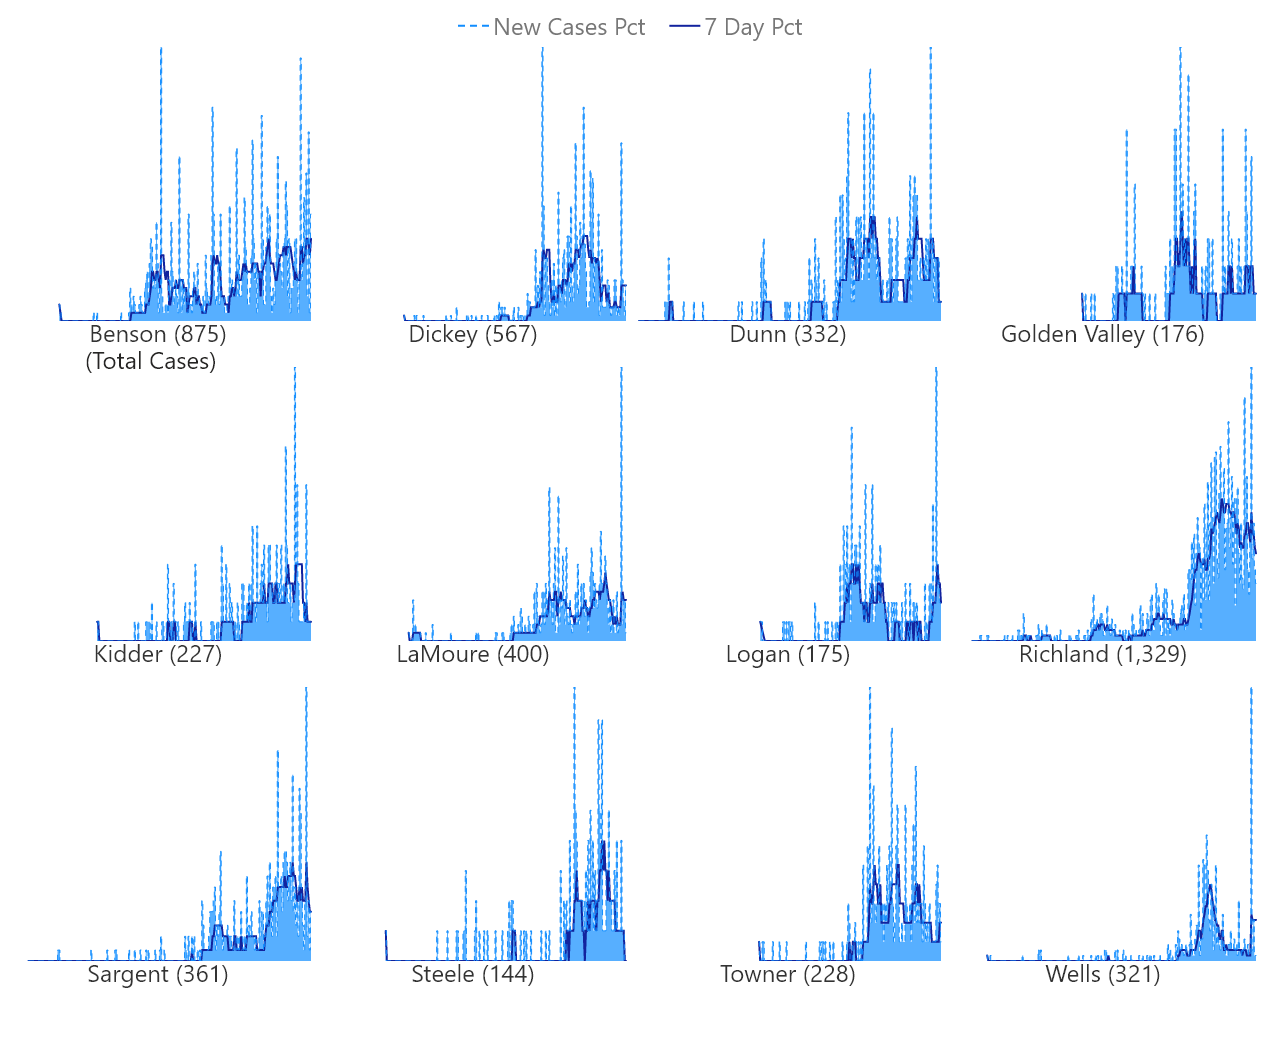 New Cases Pct 7 Day Pct
Benson (875) Dickey (567) Dunn (332) Golden Valley (176)
(Total Cases)
Kidder (227) LaMoure (400) Logan (175) Richland (1,329)
Sargent (361) Steele (144) Towner (228) Wells (321)